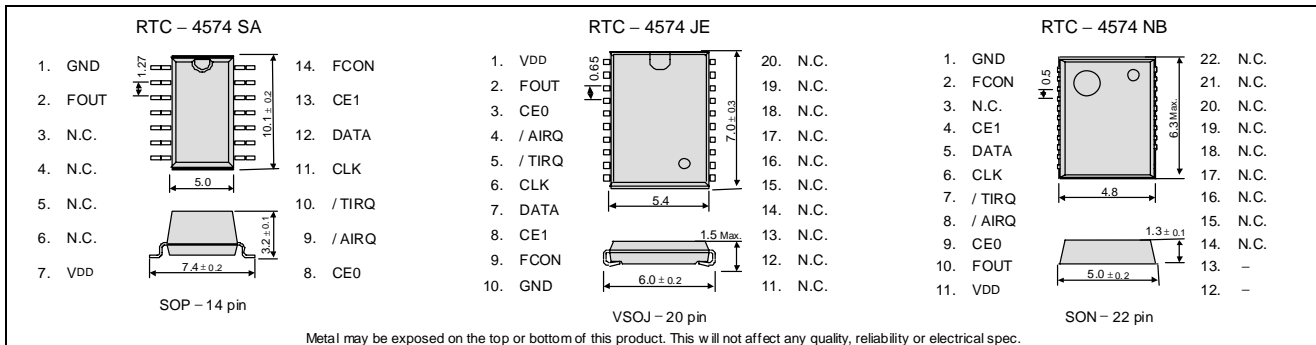 RTC – 4574 SA
1. GND
2. FOUT
3. N.C.
4. N.C.
5. N.C.
6. N.C.
7. VDD
14. FCON
13. CE1
12. DATA
11. CLK
10. / TIRQ
9. / AIRQ
8. CE0
1.27
10.1 ± 0.2
5.0
3.2 ± 0.1
7.4 ± 0.2
SOP – 14 pin
RTC – 4574 JE
1. VDD
2. FOUT
3. CE0
4. / AIRQ
5. / TIRQ
6. CLK
7. DATA
8. CE1
9. FCON
10. GND
20. N.C.
19. N.C.
18. N.C.
17. N.C.
16. N.C.
15. N.C.
14. N.C.
13. N.C.
12. N.C.
11. N.C.
0.65
7.0 ± 0.3
5.4
1.5 Max.
6.0 ± 0.2
VSOJ – 20 pin
RTC – 4574 NB
1. GND
2. FCON
3. N.C.
4. CE1
5. DATA
6. CLK
7. / TIRQ
8. / AIRQ
9. CE0
10. FOUT
11. VDD
22. N.C.
21. N.C.
20. N.C.
19. N.C.
18. N.C.
17. N.C.
16. N.C.
15. N.C.
14. N.C.
13. –
12. –
0.5
6.3 Max.
4.8
1.3 ± 0.1
5.0 ± 0.2
SON – 22 pin
Metal may be exposed on the top or bottom of this product. This will not affect any quality, reliability or electrical spec.